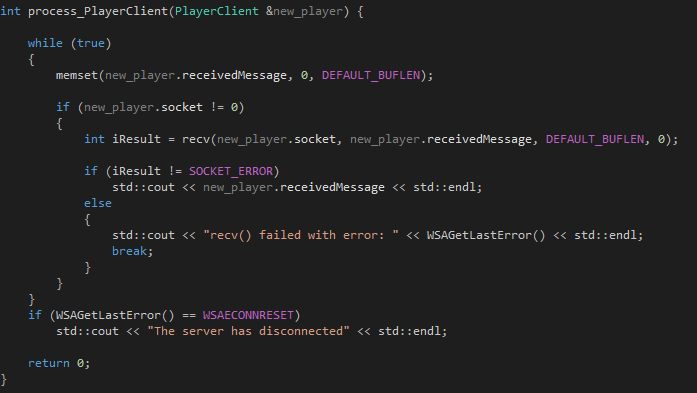 int process_PlayerClient(PlayerClient &new_player) {
while (true)
{
memset(new_player.receivedMessage, 0, DEFAULT_BUFLEN);
if (new_player.socket != 0)
{
int iResult = recv(new_player.socket, new_player.receivedMessage, DEFAULT_BUFLEN, 0);
if (iResult != SOCKET_ERROR)
std::cout << new_player.receivedMessage << std::endl;
else
{
std::cout << "recv() failed with error: " << WSAGetLastError() << std::endl;
break;
}
}
}
if (WSAGetLastError() == WSAECONNRESET)
std::cout << "The server has disconnected" << std::endl;
return 0;
}